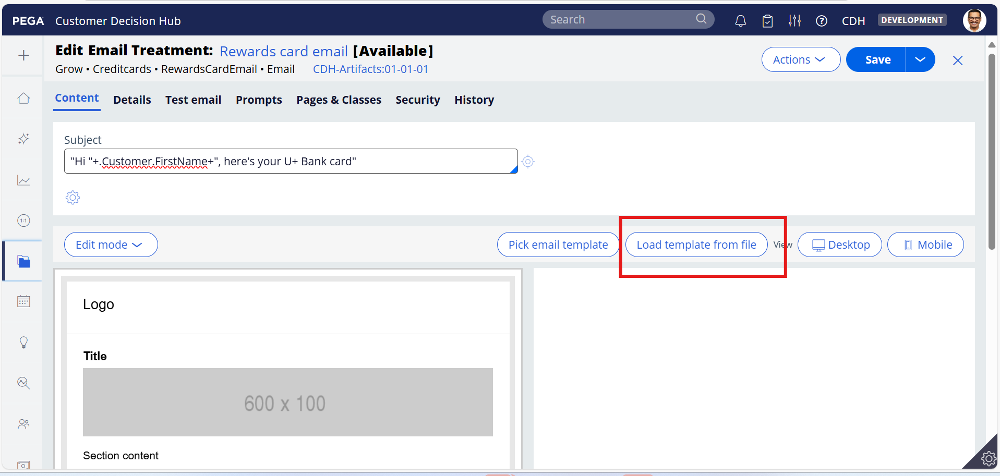 PEGA Customer Decision Hub Search CDH DEVELOPMENT
Edit Email Treatment: Rewards card email [Available]
Actions Save
Grow • Creditcards • RewardsCardEmail • Email CDH-Artifacts:01-01-01
Content Details Test email Prompts Pages & Classes Security History
Subject
"Hi "+.Customer.FirstName+", here's your U+ Bank card"
1:1
Edit mode Pick email template Load template from file View Desktop Mobile
Logo
Title
600 x 100
Section content